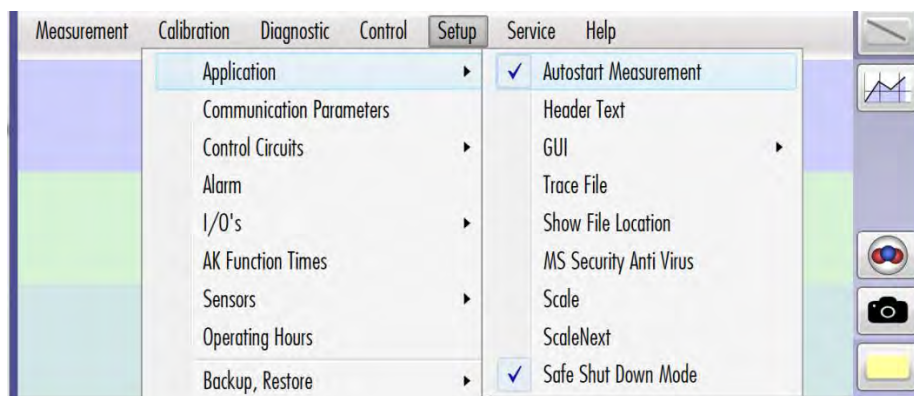 Measurement Calibration Diagnostic Control Setup Service Help
Application
Communication Parameters
Control Circuits
Alarm
I/O's
AK Function Times
Sensors
Operating Hours
Backup, Restore
Autostart Measurement
Header Text
GUI
Trace File
Show File Location
MS Security Anti Virus
Scale
ScaleNext
Safe Shut Down Mode